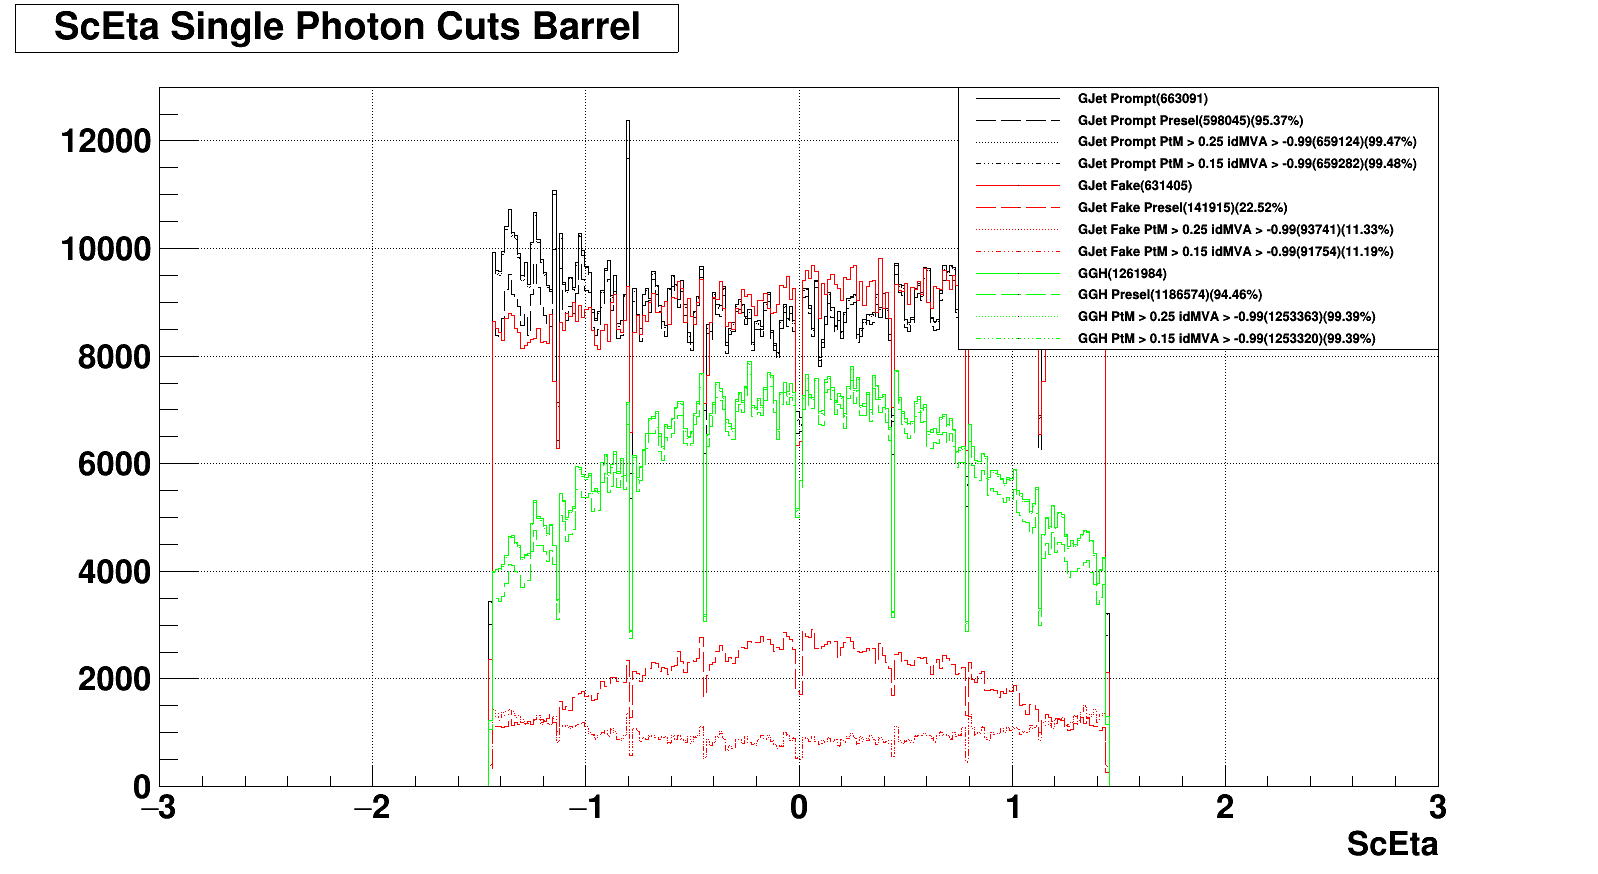 ScEta Single Photon Cuts Barrel
GJet Prompt(663091)
GJet Prompt Presel(598045)(95.37%)
GJet Prompt PtM > 0.25 idMVA > -0.99(659124)(99.47%)
GJet Prompt PtM > 0.15 idMVA > -0.99(659282)(99.48%)
GJet Fake(631405)
GJet Fake Presel(141915)(22.52%)
GJet Fake PtM > 0.25 idMVA > -0.99(93741)(11.33%)
GJet Fake PtM > 0.15 idMVA > -0.99(91754)(11.19%)
GGH(1261984)
GGH Presel(1186574)(94.46%)
GGH PtM > 0.25 idMVA > -0.99(1253363)(99.39%)
GGH PtM > 0.15 idMVA > -0.99(1253320)(99.39%)
12000
10000
8000
6000
4000
2000
0
−3 −2 −1 0 1 2 3
ScEta